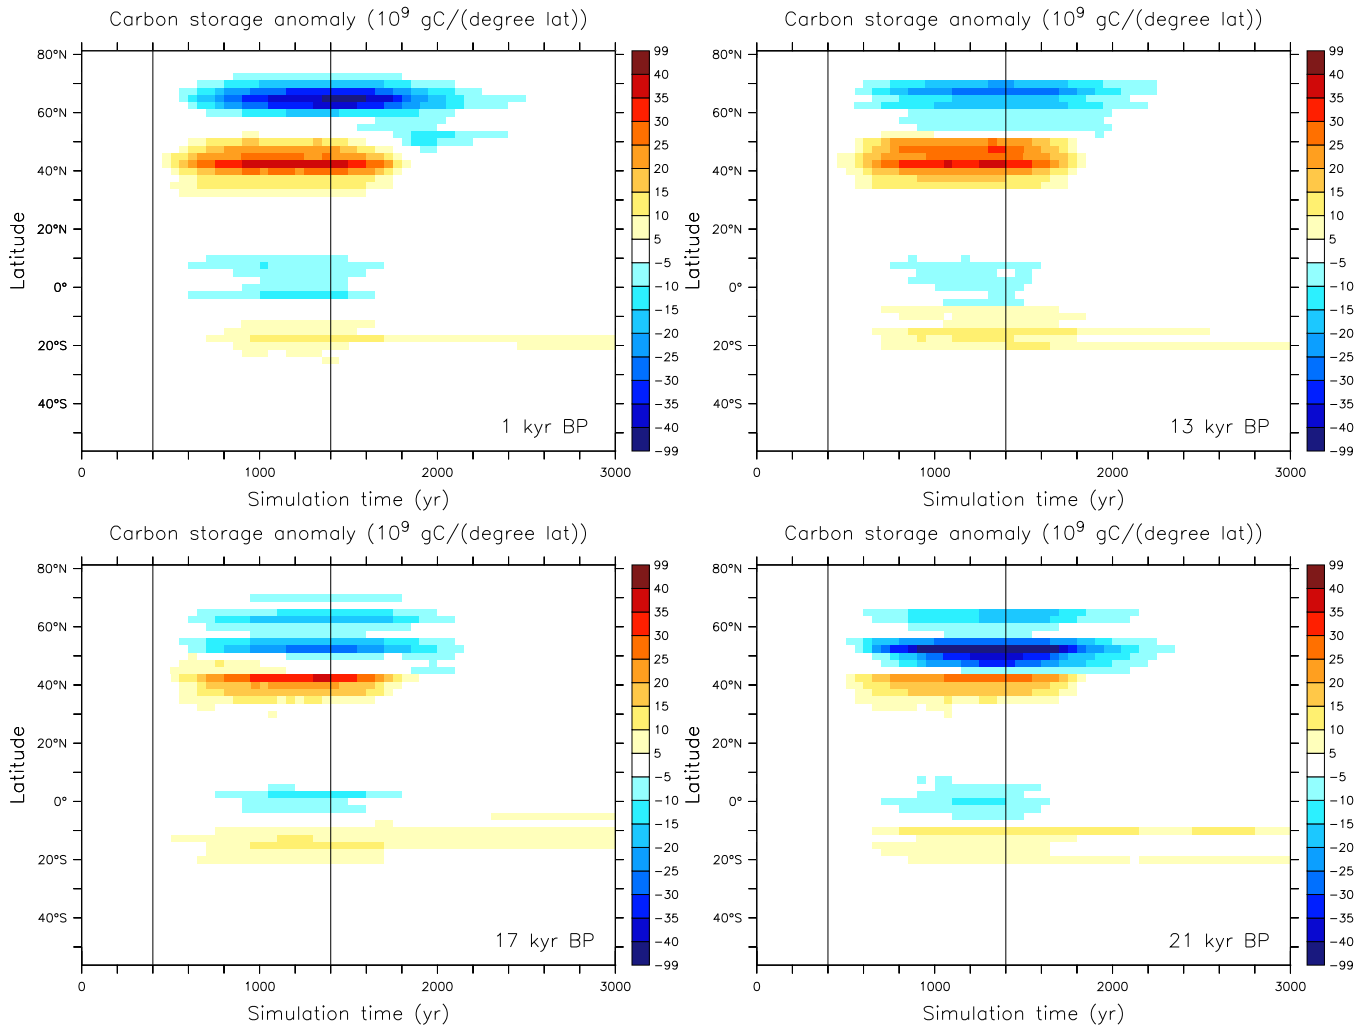 Carbon storage anomaly (10⁹ gC/(degree lat))
80°N
60°N
40°N
20°N
0°
20°S
40°S
Latitude
0
1000
2000
3000
Simulation time (yr)
1 kyr BP
99
40
35
30
25
20
15
10
5
−5
−10
−15
−20
−25
−30
−35
−40
−99
Carbon storage anomaly (10⁹ gC/(degree lat))
80°N
60°N
40°N
20°N
0°
20°S
40°S
Latitude
0
1000
2000
3000
Simulation time (yr)
13 kyr BP
99
40
35
30
25
20
15
10
5
−5
−10
−15
−20
−25
−30
−35
−40
−99
Carbon storage anomaly (10⁹ gC/(degree lat))
80°N
60°N
40°N
20°N
0°
20°S
40°S
Latitude
0
1000
2000
3000
Simulation time (yr)
17 kyr BP
99
40
35
30
25
20
15
10
5
−5
−10
−15
−20
−25
−30
−35
−40
−99
Carbon storage anomaly (10⁹ gC/(degree lat))
80°N
60°N
40°N
20°N
0°
20°S
40°S
Latitude
0
1000
2000
3000
Simulation time (yr)
21 kyr BP
99
40
35
30
25
20
15
10
5
−5
−10
−15
−20
−25
−30
−35
−40
−99